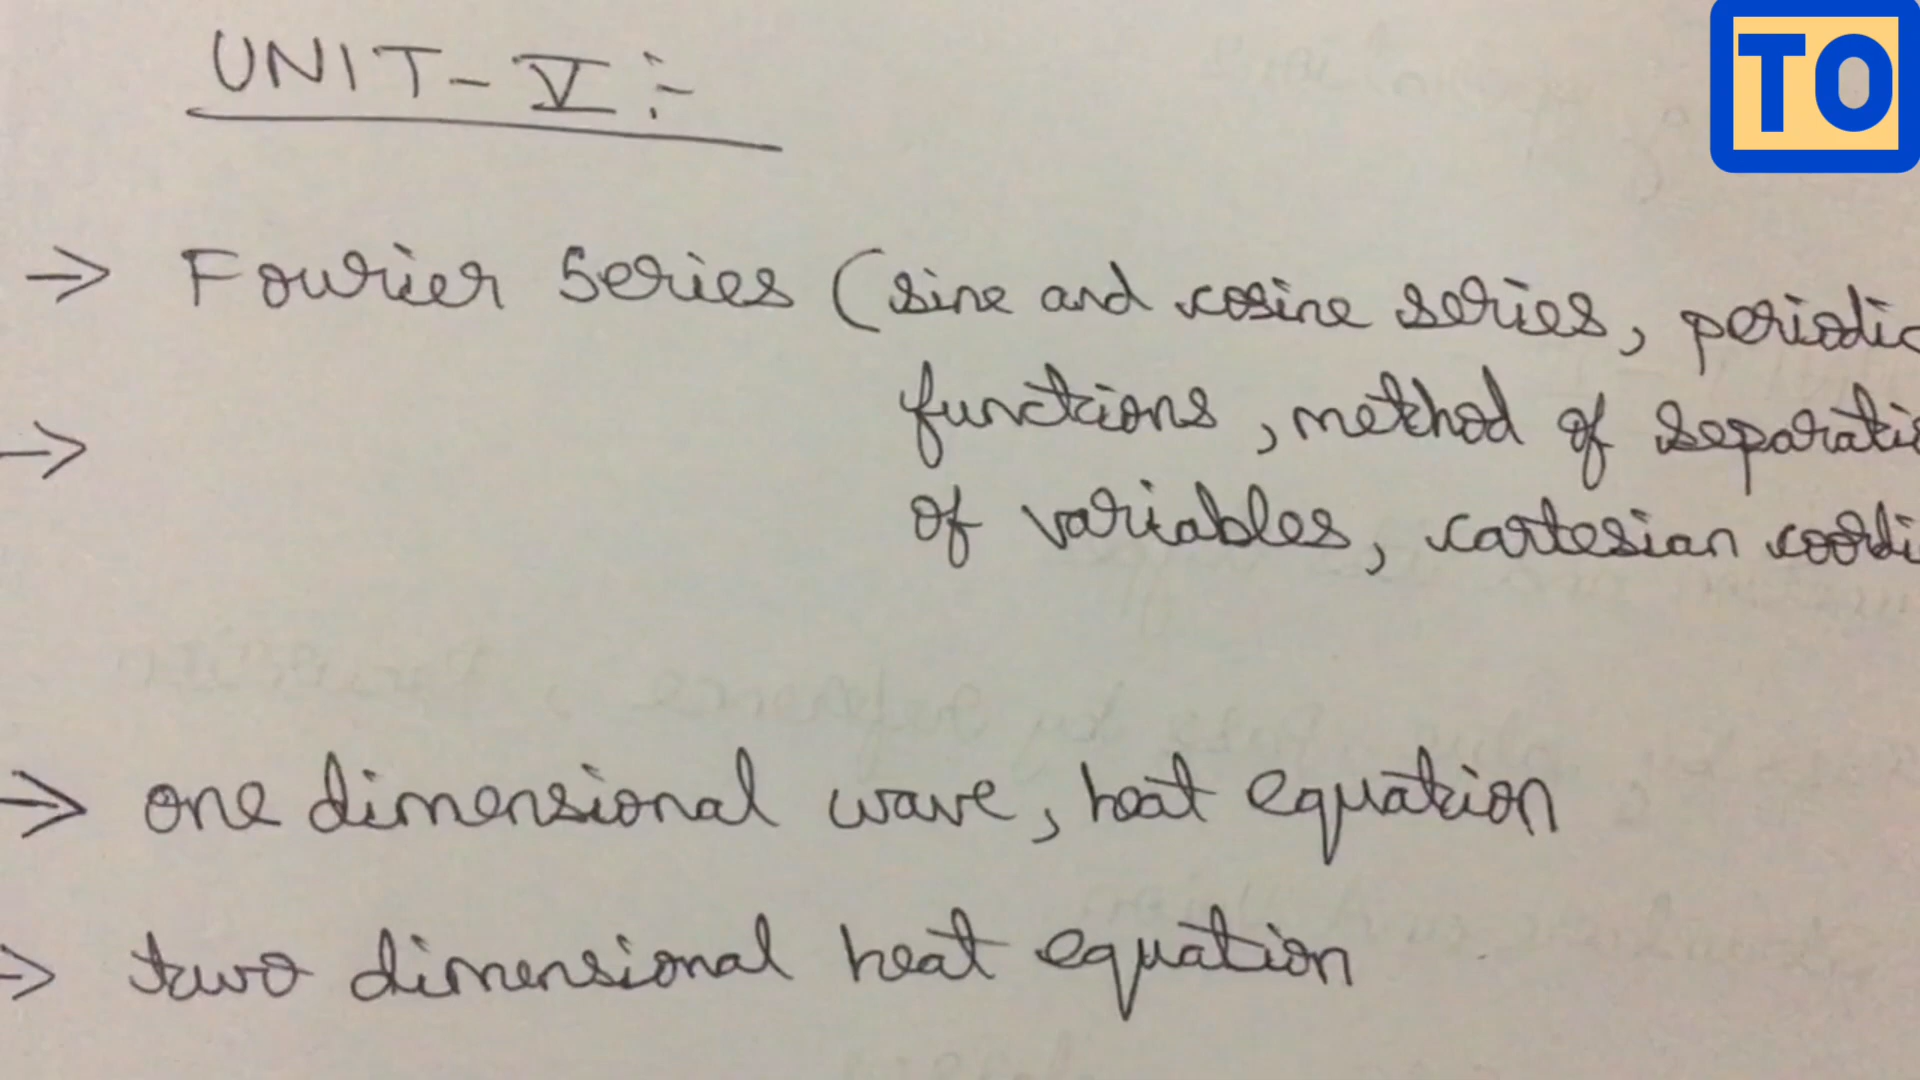 UNIT-V:-
TO
→ Fourier Series (sine and cosine series, periodic
→ functions, method of separati
of variables, cartesian coordi
→ one dimensional wave, heat equation
→ two dimensional heat equation